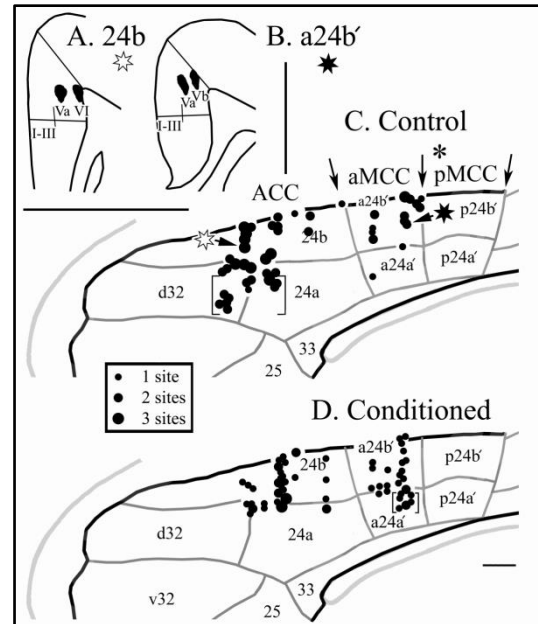 A. 24b
B. a24b′
Va VI
I-III
Va Vb
I-III
C. Control
*
ACC aMCC pMCC
24b a24b′ p24b′
a24a′ p24a′
d32 24a
33
25
1 site
2 sites
3 sites
D. Conditioned
24b a24b′ p24b′
p24a′
d32 24a a24a′
33
v32 25